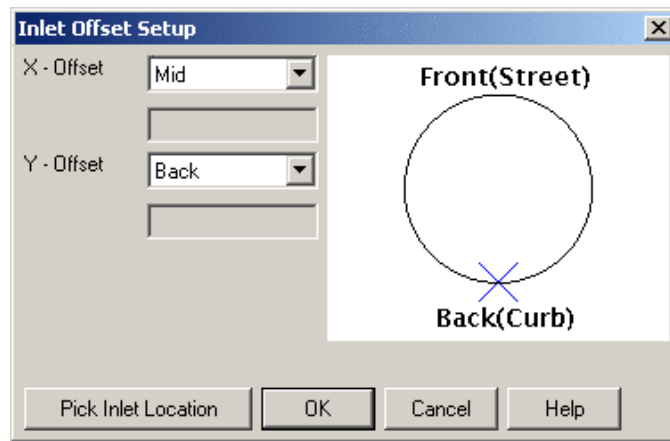 Inlet Offset Setup
X - Offset
Mid
Y - Offset
Back
Front(Street)
Back(Curb)
Pick Inlet Location
OK
Cancel
Help